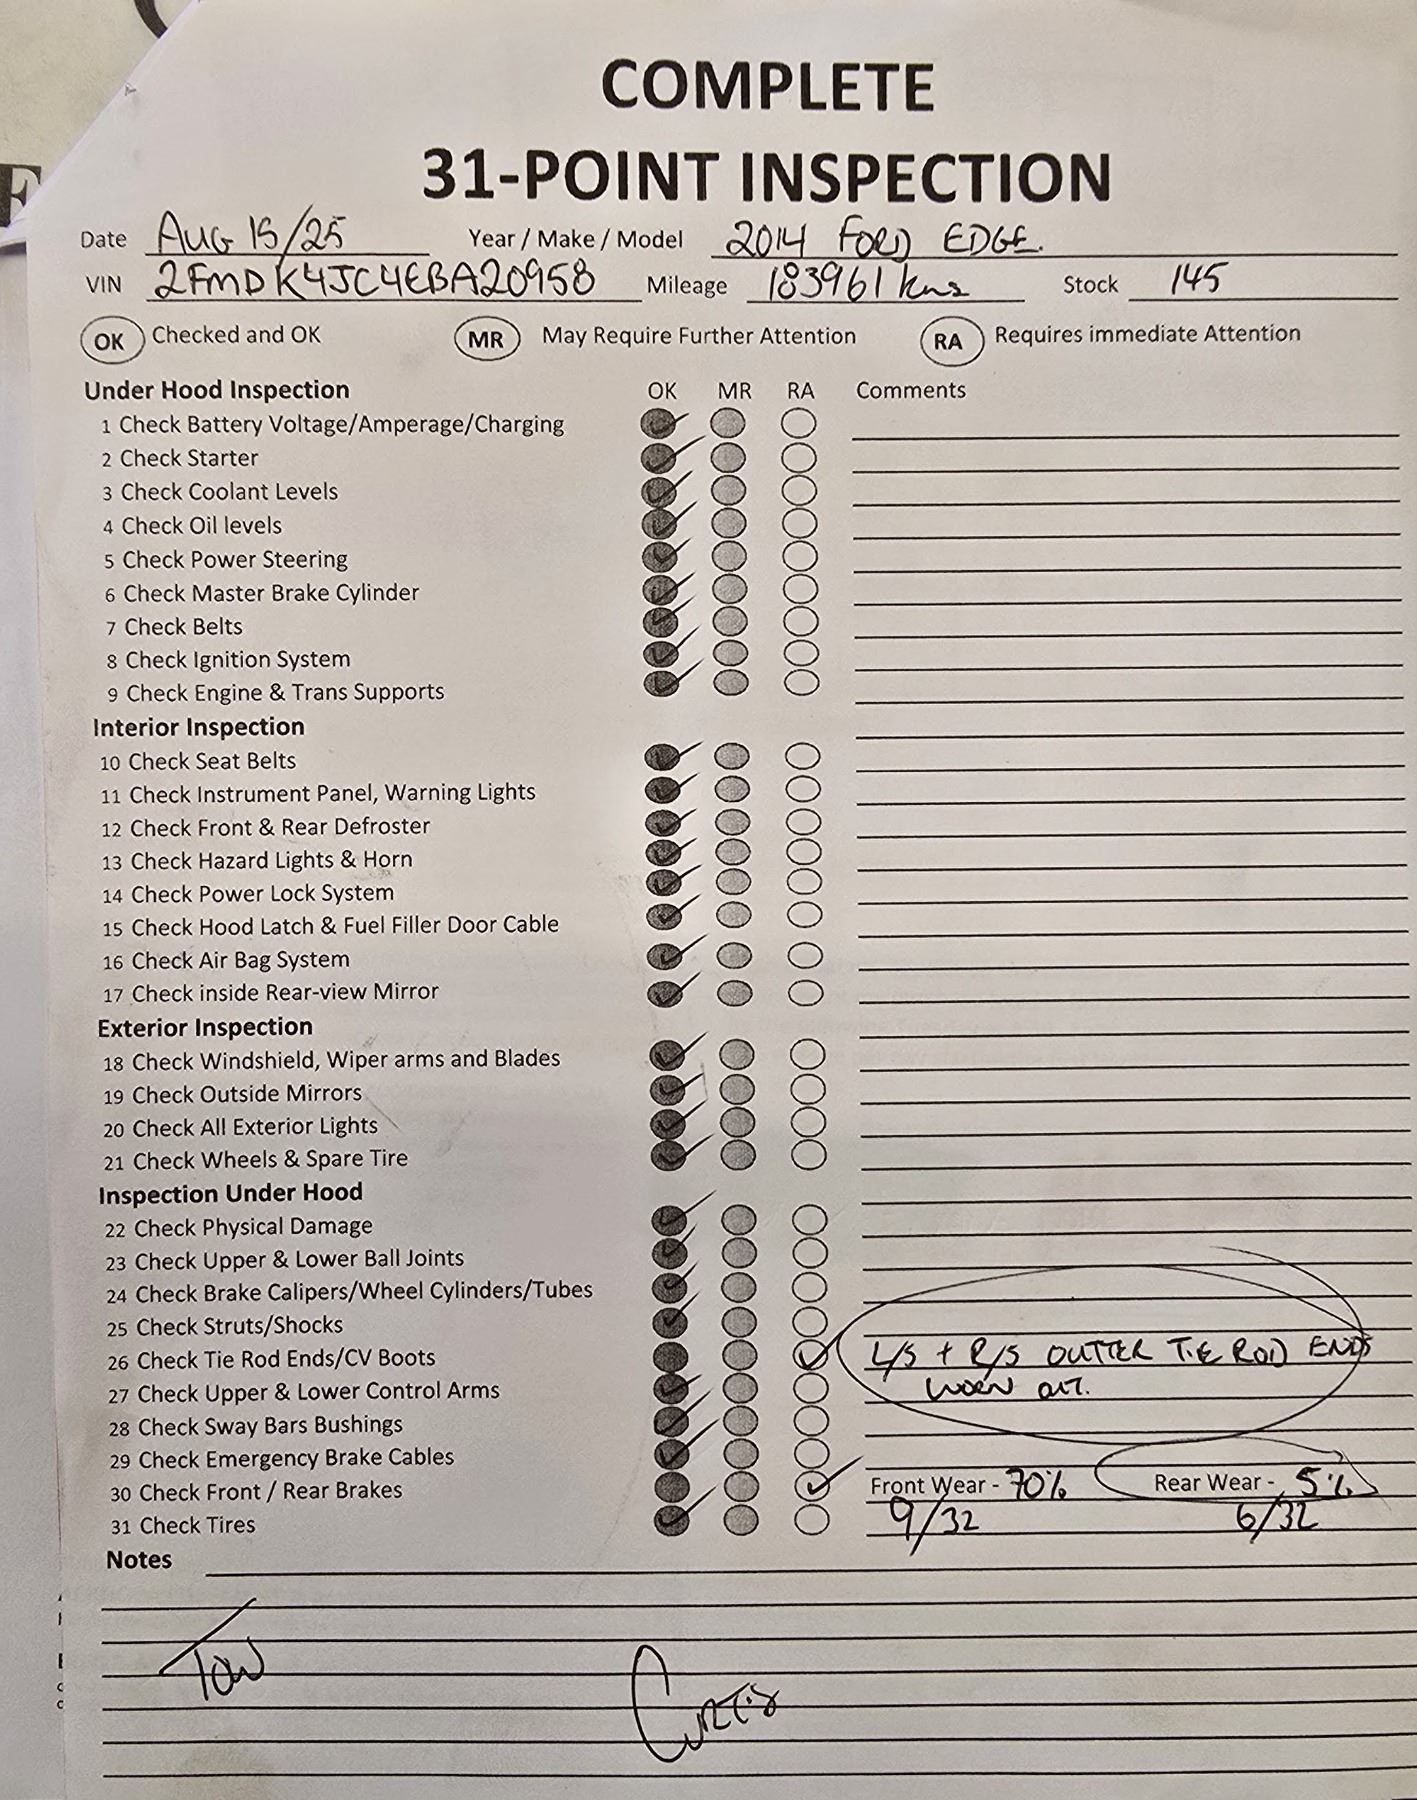 COMPLETE
31-POINT INSPECTION
Date AUG 15/25 Year / Make / Model 2014 FORD EDGE.
VIN 2FMDK4JC4EBA20958 Mileage 183961 kms Stock 145
OK Checked and OK MR May Require Further Attention RA Requires immediate Attention
Under Hood Inspection OK MR RA Comments
1 Check Battery Voltage/Amperage/Charging
2 Check Starter
3 Check Coolant Levels
4 Check Oil levels
5 Check Power Steering
6 Check Master Brake Cylinder
7 Check Belts
8 Check Ignition System
9 Check Engine & Trans Supports
Interior Inspection
10 Check Seat Belts
11 Check Instrument Panel, Warning Lights
12 Check Front & Rear Defroster
13 Check Hazard Lights & Horn
14 Check Power Lock System
15 Check Hood Latch & Fuel Filler Door Cable
16 Check Air Bag System
17 Check inside Rear-view Mirror
Exterior Inspection
18 Check Windshield, Wiper arms and Blades
19 Check Outside Mirrors
20 Check All Exterior Lights
21 Check Wheels & Spare Tire
Inspection Under Hood
22 Check Physical Damage
23 Check Upper & Lower Ball Joints
24 Check Brake Calipers/Wheel Cylinders/Tubes
25 Check Struts/Shocks
26 Check Tie Rod Ends/CV Boots L/S + R/S OUTTER TIE ROD ENDS
27 Check Upper & Lower Control Arms WORN OUT.
28 Check Sway Bars Bushings
29 Check Emergency Brake Cables
30 Check Front / Rear Brakes Front Wear - 70% Rear Wear - 5%
31 Check Tires 9/32 6/32
Notes
CURTIS